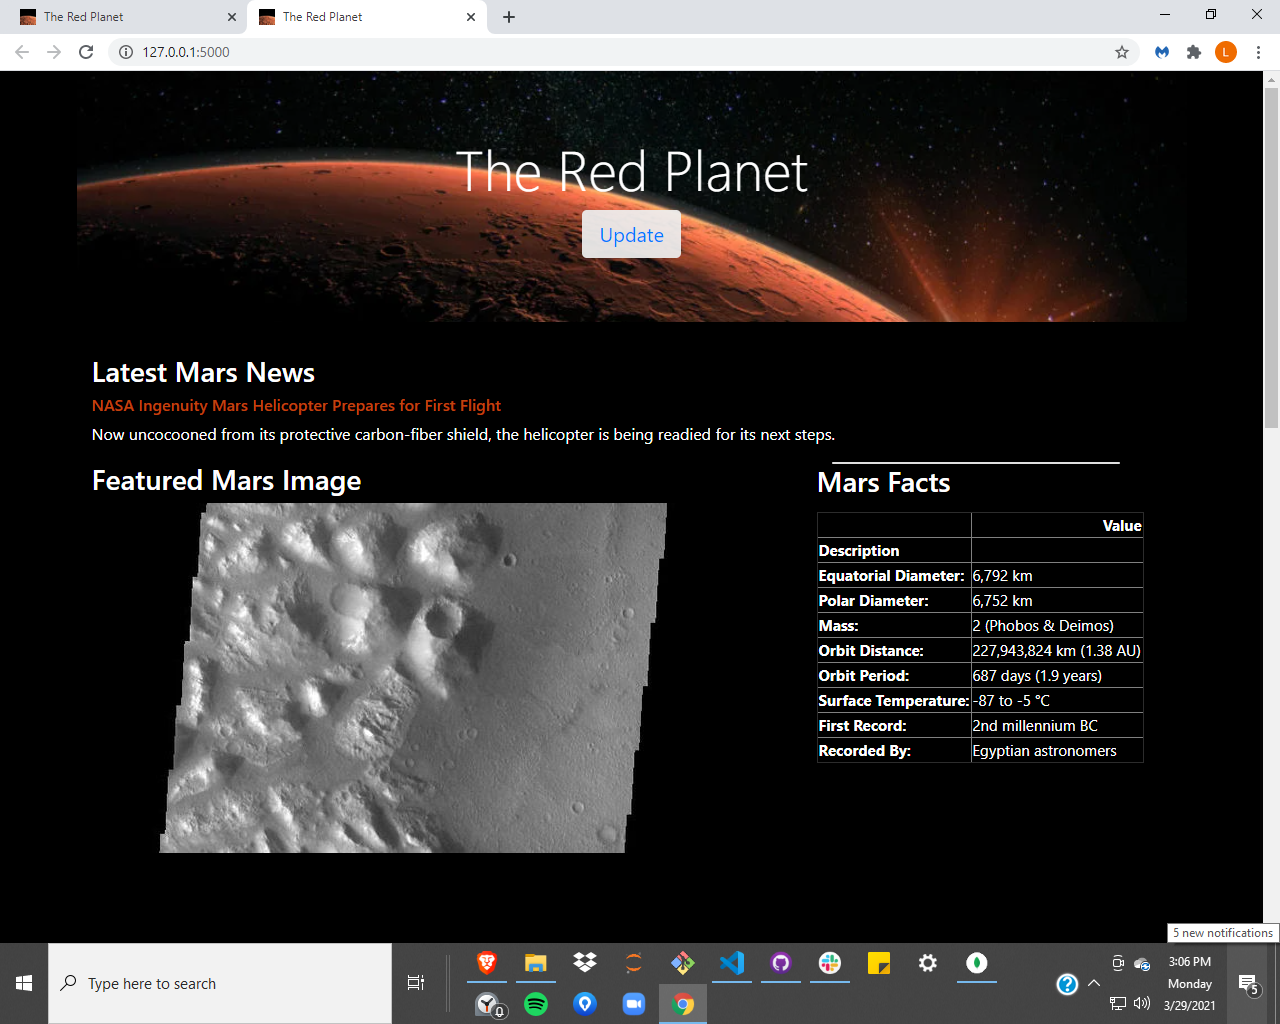 The Red Planet
The Red Planet
127.0.0.1:5000
L
The Red Planet
Update
Latest Mars News
NASA Ingenuity Mars Helicopter Prepares for First Flight
Now uncocooned from its protective carbon-fiber shield, the helicopter is being readied for its next steps.
Featured Mars Image
Mars Facts
Value
Description
Equatorial Diameter: 6,792 km
Polar Diameter: 6,752 km
Mass: 2 (Phobos & Deimos)
Orbit Distance: 227,943,824 km (1.38 AU)
Orbit Period: 687 days (1.9 years)
Surface Temperature: -87 to -5 °C
First Record: 2nd millennium BC
Recorded By: Egyptian astronomers
5 new notifications
Type here to search
3:06 PM
Monday
3/29/2021
5